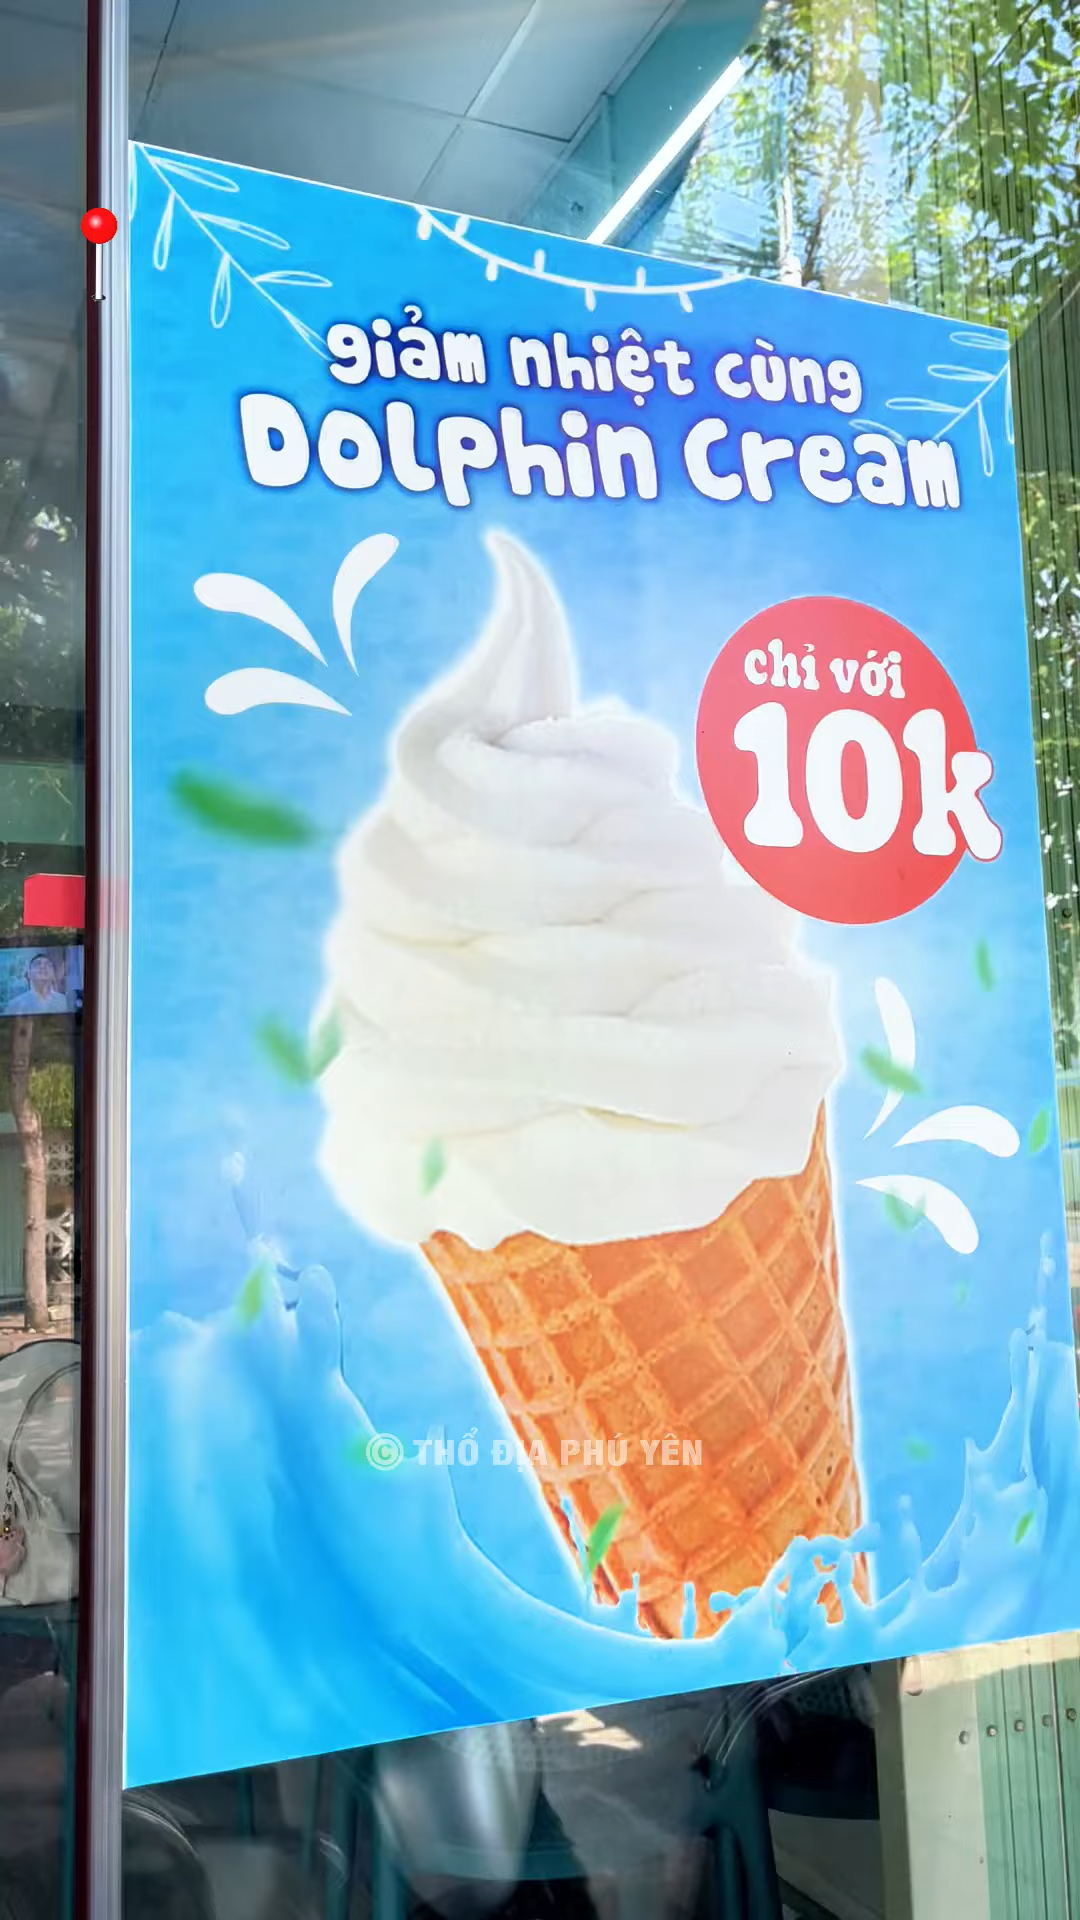 giảm nhiệt cùng
Dolphin Cream
chỉ với
10k
© THỔ ĐỊA PHÚ YÊN